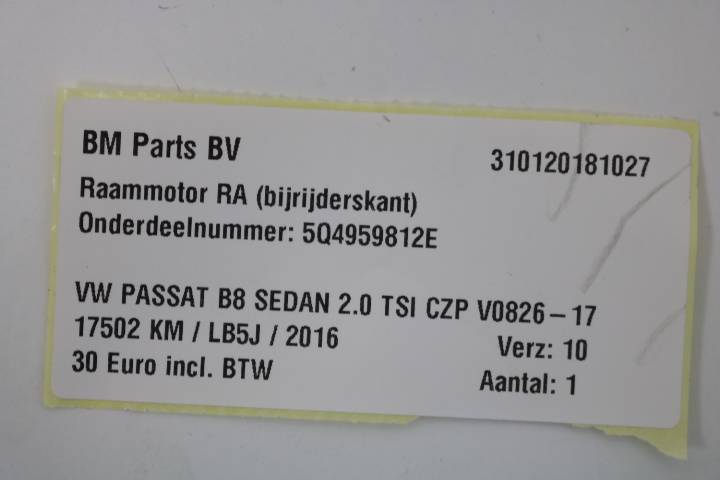 BM Parts BV 310120181027
Raammotor RA (bijrijderskant)
Onderdeelnummer: 5Q4959812E
VW PASSAT B8 SEDAN 2.0 TSI CZP V0826-17
17502 KM / LB5J / 2016 Verz: 10
30 Euro incl. BTW Aantal: 1